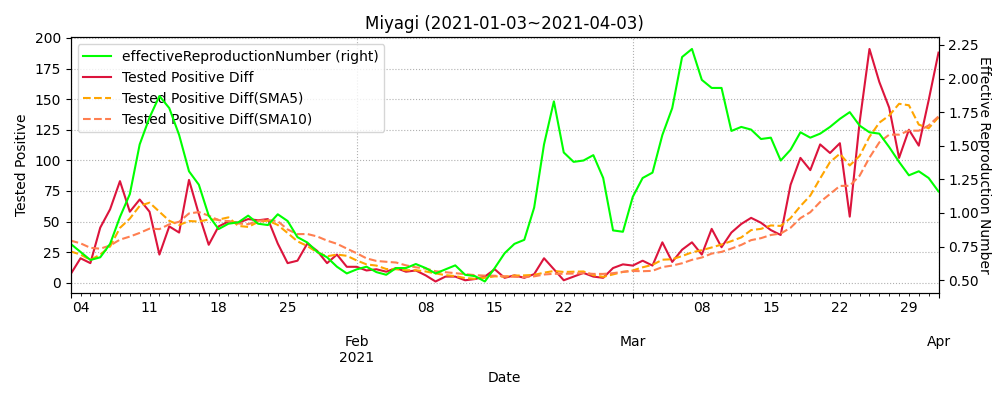 Miyagi (2021-01-03~2021-04-03)
effectiveReproductionNumber (right)
Tested Positive Diff
Tested Positive Diff(SMA5)
Tested Positive Diff(SMA10)
Tested Positive
200
175
150
125
100
75
50
25
0
Effective Reproduction Number
2.25
2.00
1.75
1.50
1.25
1.00
0.75
0.50
04 11 18 25 08 15 22 08 15 22 29
Feb Mar Apr
2021
Date